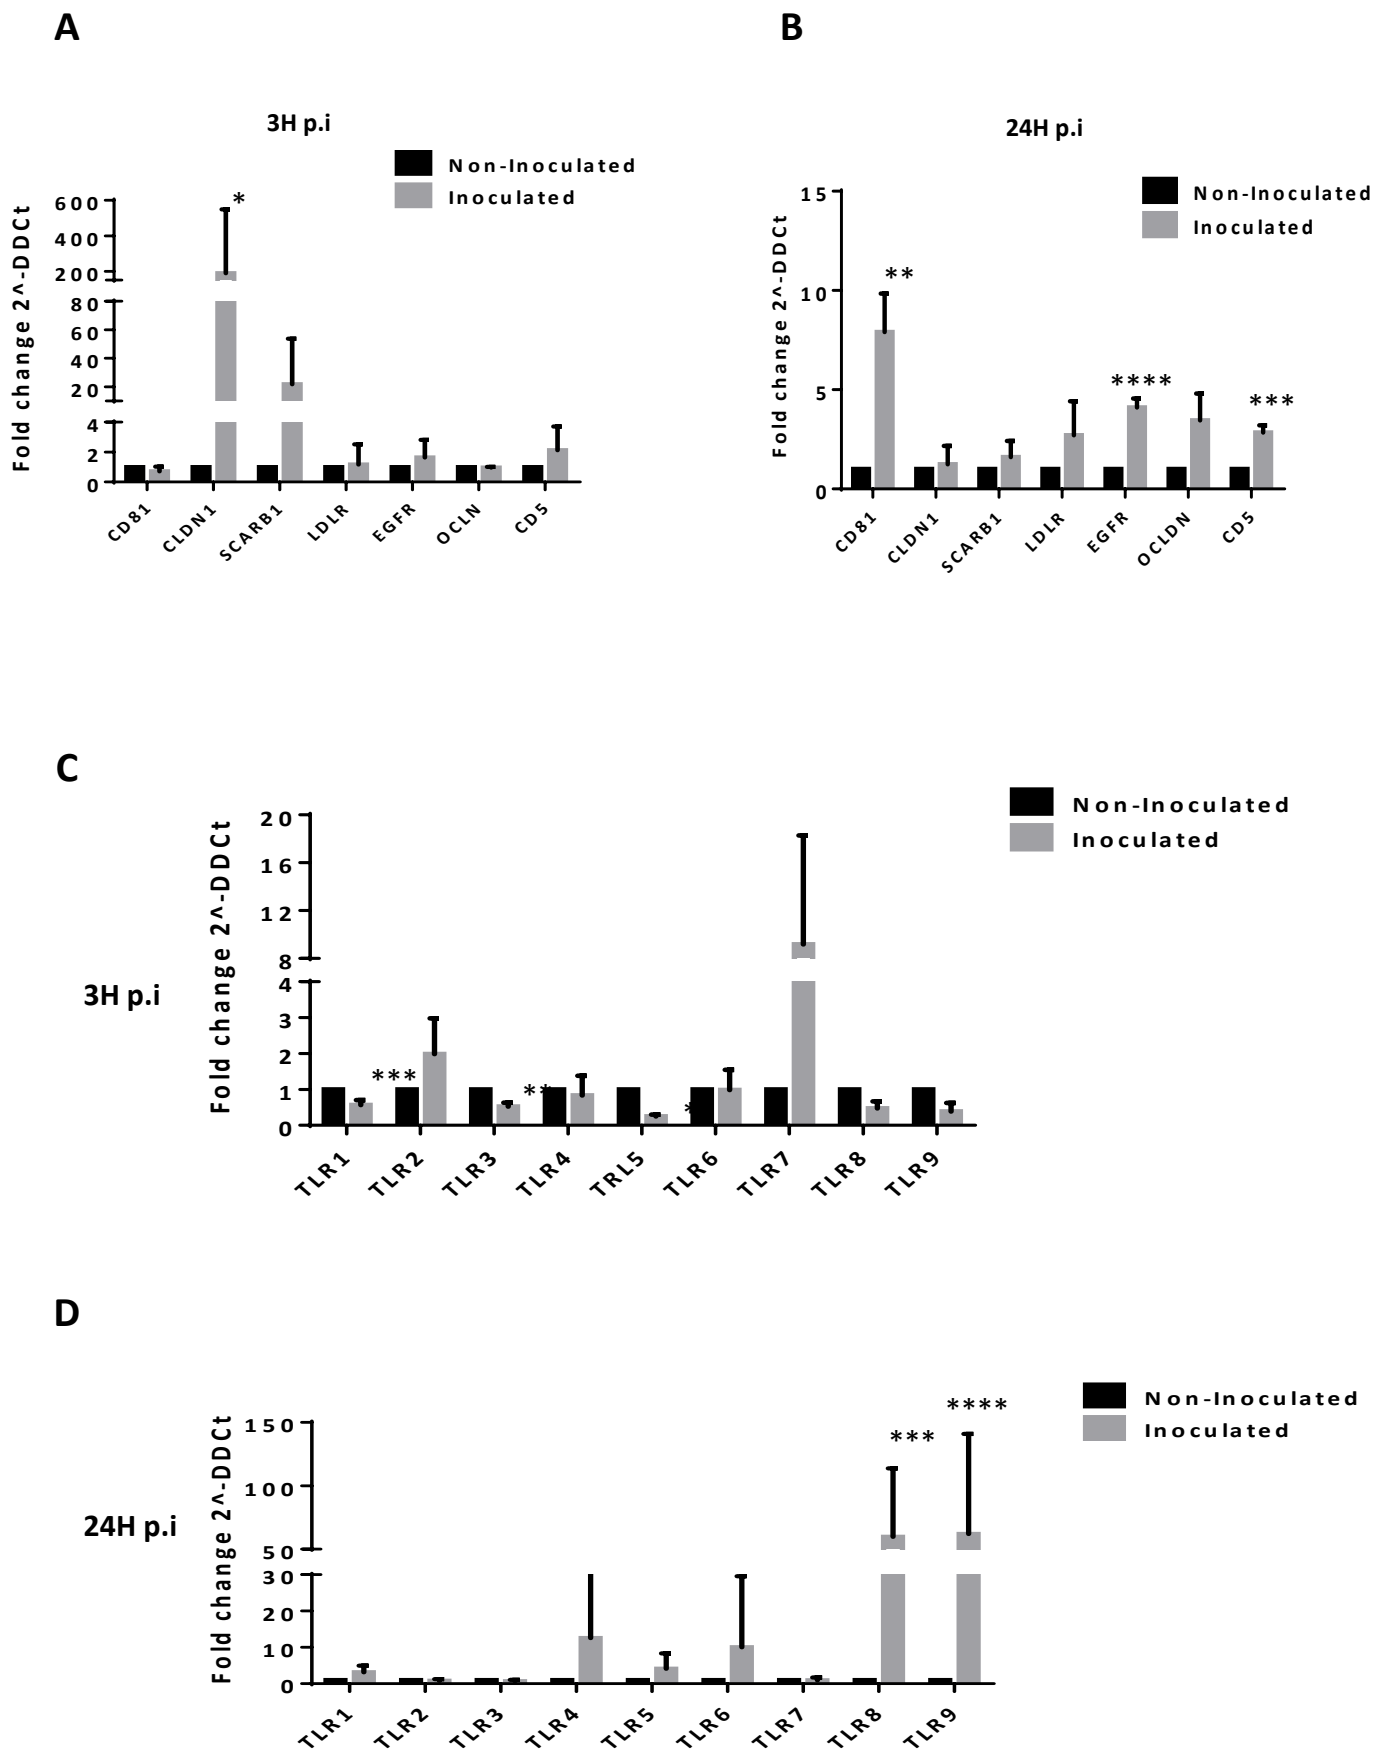 A
B
3H p.i
Non-Inoculated
Inoculated
Fold change 2^-DDCt
600
400
200
80
60
40
20
4
2
0
*
CD81
CLDN1
SCARB1
LDLR
EGFR
OCLN
CD5
24H p.i
Non-Inoculated
Inoculated
Fold change 2^-DDCt
15
10
5
0
**
****
***
CD81
CLDN1
SCARB1
LDLR
EGFR
OCLDN
CD5
C
3H p.i
Non-Inoculated
Inoculated
Fold change 2^-DDCt
20
16
12
8
4
3
2
1
0
***
**
*
TLR1
TLR2
TLR3
TLR4
TRL5
TLR6
TLR7
TLR8
TLR9
D
24H p.i
Non-Inoculated
Inoculated
Fold change 2^-DDCt
150
100
50
30
20
10
0
***
****
TLR1
TLR2
TLR3
TLR4
TLR5
TLR6
TLR7
TLR8
TLR9